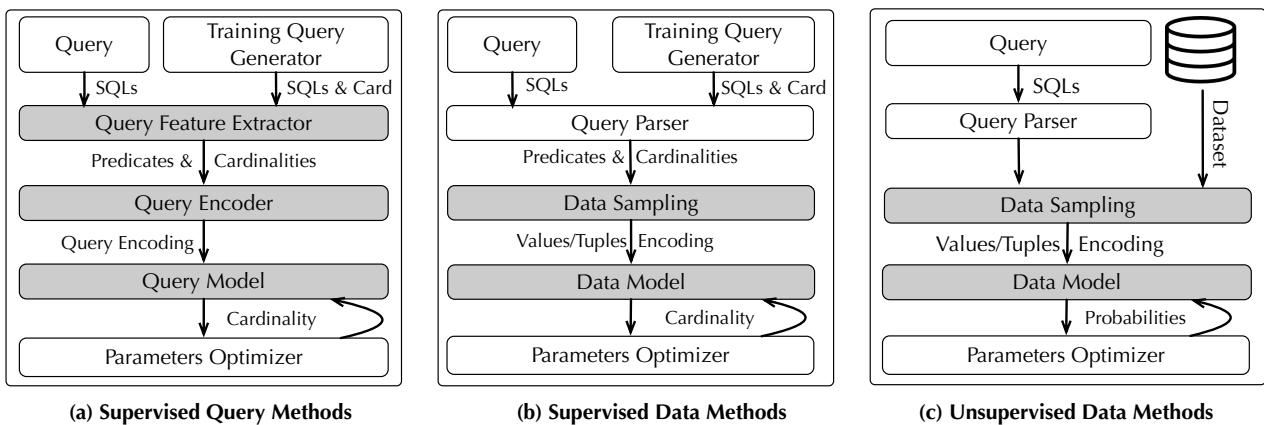 Query
Training Query
Generator
SQLs
SQLs & Card
Query Feature Extractor
Predicates & Cardinalities
Query Encoder
Query Encoding
Query Model
Cardinality
Parameters Optimizer
(a) Supervised Query Methods
Query
Training Query
Generator
SQLs
SQLs & Card
Query Parser
Predicates & Cardinalities
Data Sampling
Values/Tuples Encoding
Data Model
Cardinality
Parameters Optimizer
(b) Supervised Data Methods
Query
SQLs
Query Parser
Dataset
Data Sampling
Values/Tuples Encoding
Data Model
Probabilities
Parameters Optimizer
(c) Unsupervised Data Methods